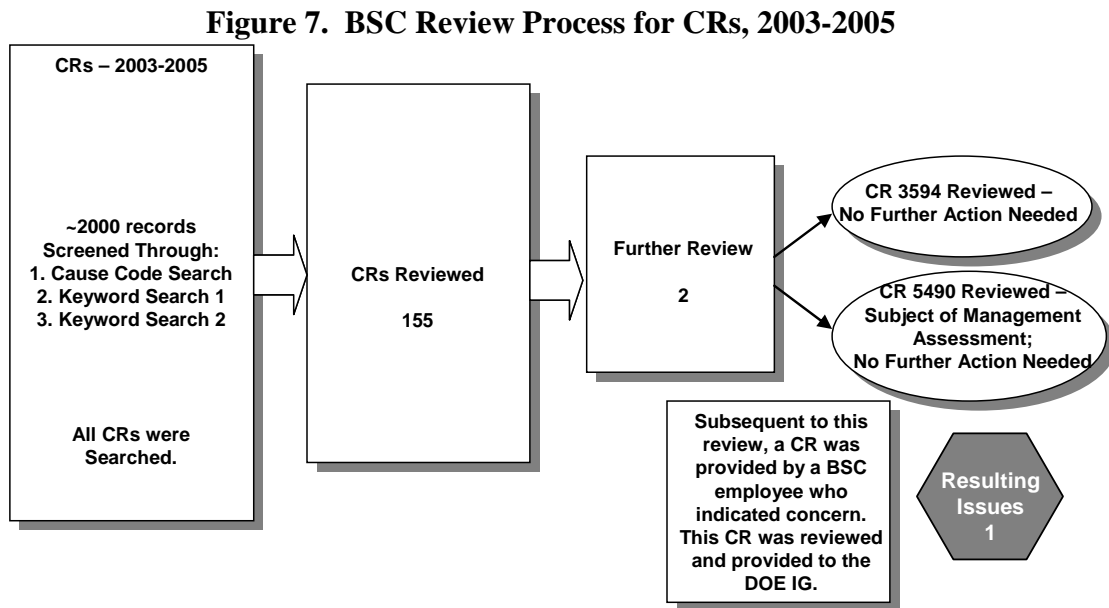 Figure 7.  BSC Review Process for CRs, 2003-2005
CRs – 2003-2005
~2000 records
Screened Through:
1. Cause Code Search
2. Keyword Search 1
3. Keyword Search 2
All CRs were
Searched.
CRs Reviewed
155
Further Review
2
CR 3594 Reviewed –
No Further Action Needed
CR 5490 Reviewed –
Subject of Management
Assessment;
No Further Action Needed
Subsequent to this
review, a CR was
provided by a BSC
employee who
indicated concern.
This CR was reviewed
and provided to the
DOE IG.
Resulting
Issues
1